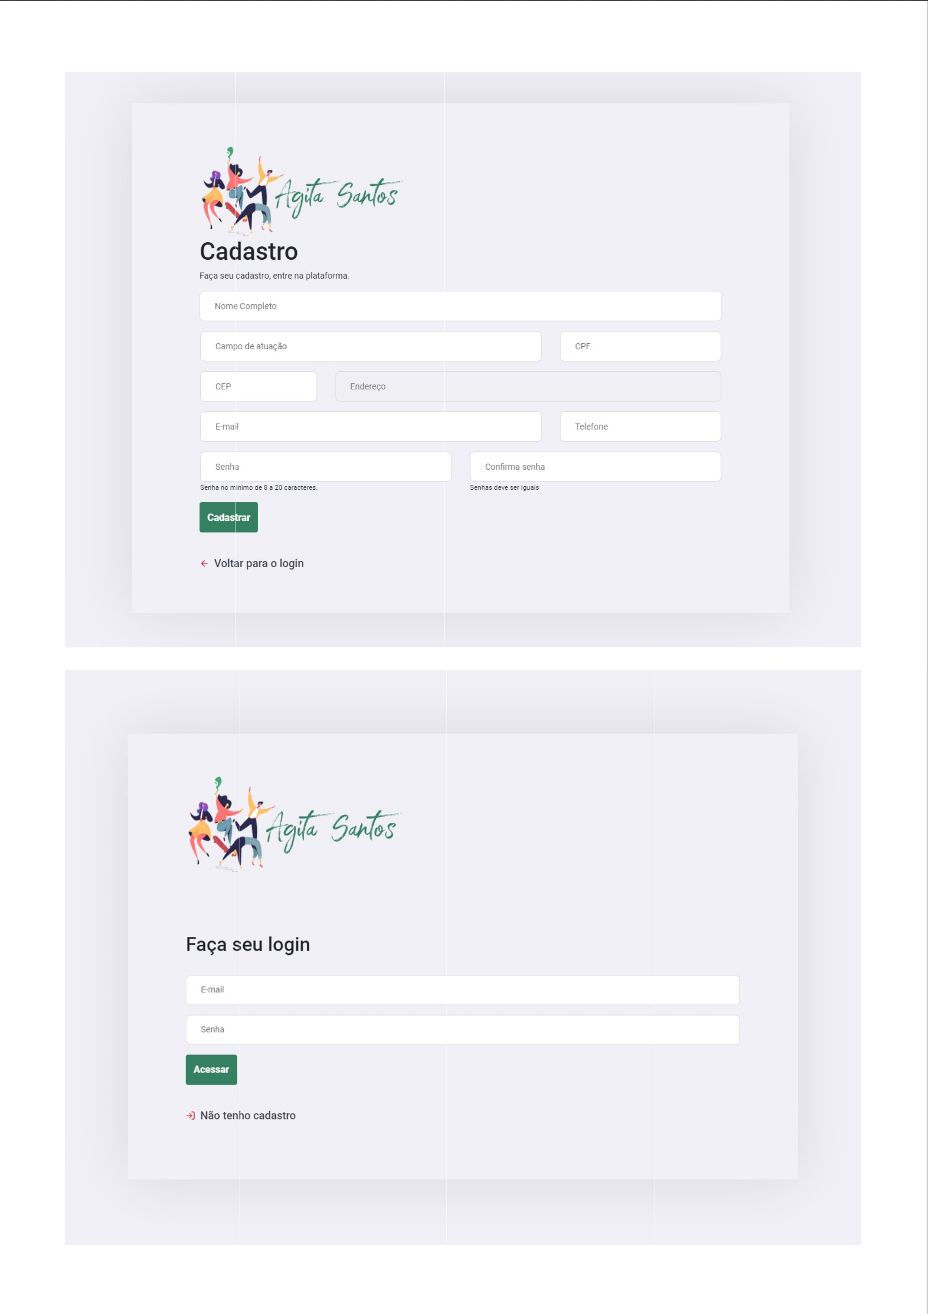 Agita Santos
Cadastro
Faça seu cadastro, entre na plataforma.
Nome Completo
Campo de atuação CPF
CEP Endereço
E-mail Telefone
Senha Confirma senha
Senha no mínimo de 8 a 20 caracteres. Senhas deve ser iguais
Cadastrar
Voltar para o login
Agita Santos
Faça seu login
E-mail
Senha
Acessar
Não tenho cadastro